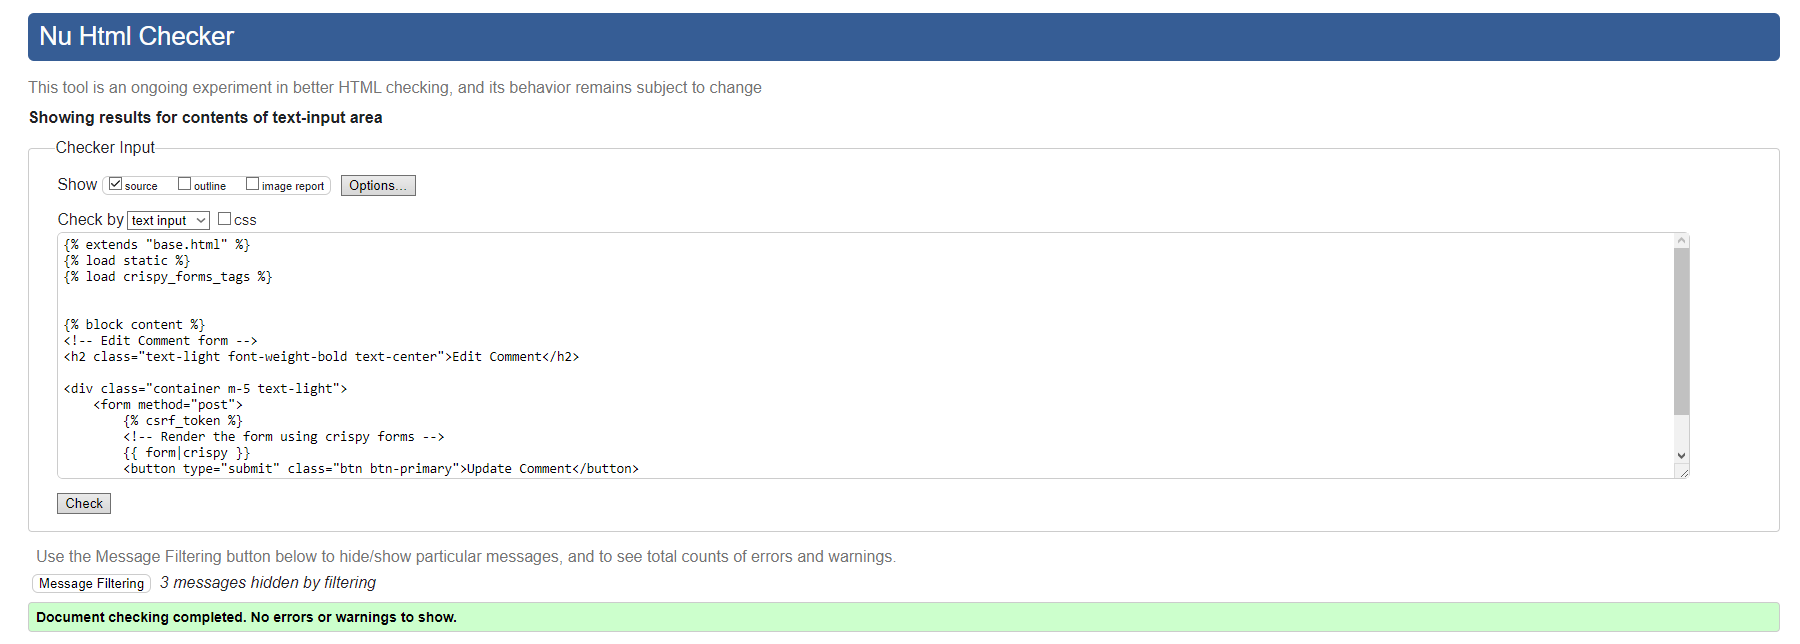 Nu Html Checker
This tool is an ongoing experiment in better HTML checking, and its behavior remains subject to change
Showing results for contents of text-input area
Checker Input
Show source outline image report Options...
Check by text input css
{% extends "base.html" %}
{% load static %}
{% load crispy_forms_tags %}
{% block content %}
<!-- Edit Comment form -->
<h2 class="text-light font-weight-bold text-center">Edit Comment</h2>
<div class="container m-5 text-light">
<form method="post">
{% csrf_token %}
<!-- Render the form using crispy forms -->
{{ form|crispy }}
<button type="submit" class="btn btn-primary">Update Comment</button>
Check
Use the Message Filtering button below to hide/show particular messages, and to see total counts of errors and warnings.
Message Filtering 3 messages hidden by filtering
Document checking completed. No errors or warnings to show.